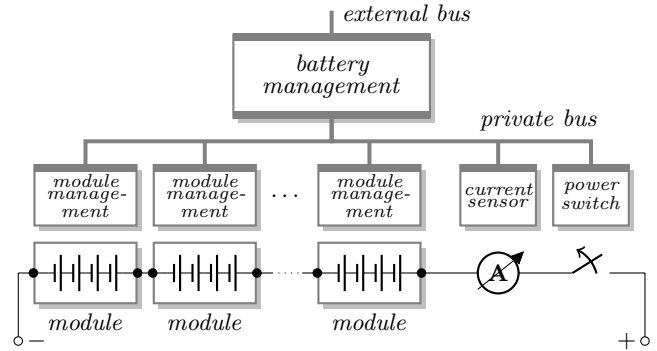 external bus
battery
management
private bus
module
manage-
ment
module
manage-
ment
...
module
manage-
ment
current
sensor
power
switch
A
module
module
module
−
+